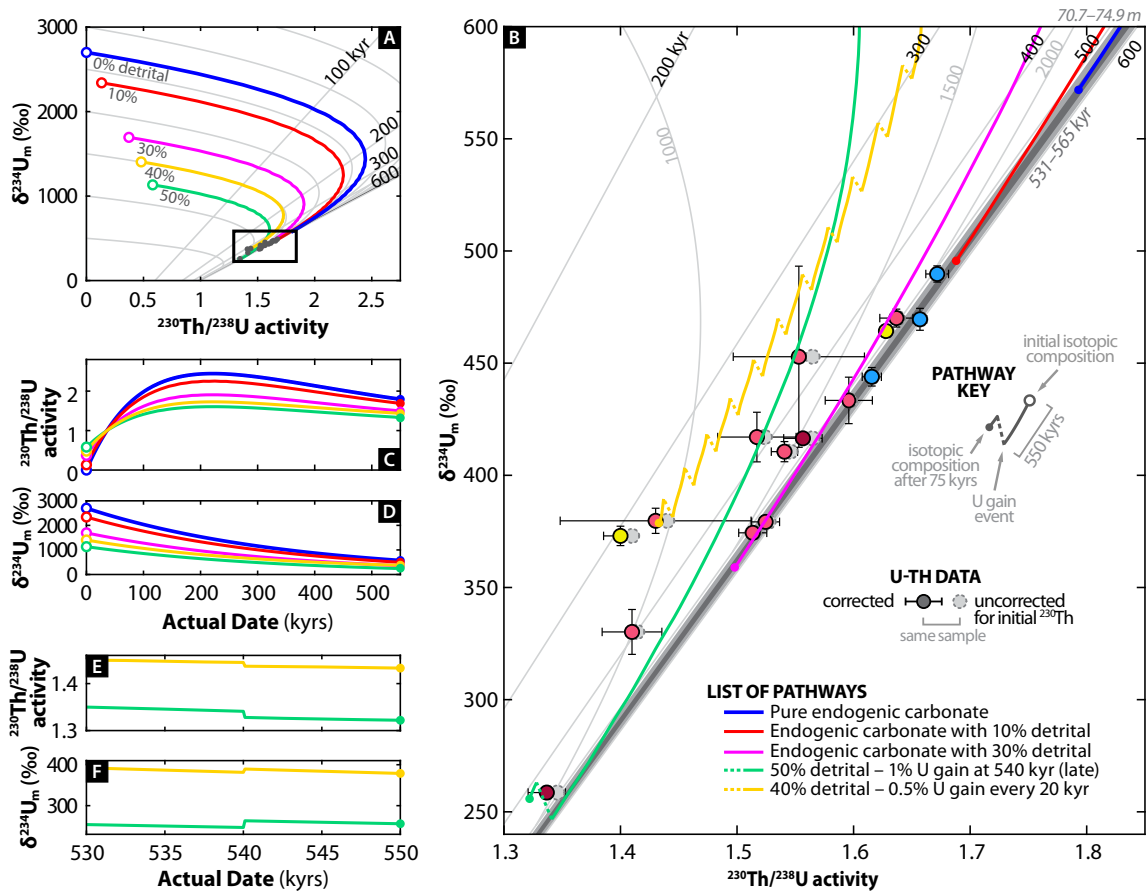 A
3000
2000
1000
0
δ²³⁴Uₘ (‰)
0% detrital
10%
30%
40%
50%
100 kyr
200
300
600
0
0.5
1
1.5
2
2.5
²³⁰Th/²³⁸U activity
C
2
1
0
²³⁰Th/²³⁸U
activity
D
3000
2000
1000
0
δ²³⁴Uₘ (‰)
0
100
200
300
400
500
Actual Date (kyrs)
E
1.4
1.3
²³⁰Th/²³⁸U
activity
F
400
300
δ²³⁴Uₘ (‰)
530
535
540
545
550
Actual Date (kyrs)
70.7–74.9 m
B
600
550
500
450
400
350
300
250
δ²³⁴Uₘ (‰)
200 kyr
300
400
500
600
1000
1500
2000
531–565 kyr
PATHWAY
KEY
initial isotopic
composition
550 kyrs
isotopic
composition
after 75 kyrs
U gain
event
U-TH DATA
corrected
uncorrected
for initial ²³⁰Th
same sample
LIST OF PATHWAYS
Pure endogenic carbonate
Endogenic carbonate with 10% detrital
Endogenic carbonate with 30% detrital
50% detrital – 1% U gain at 540 kyr (late)
40% detrital – 0.5% U gain every 20 kyr
1.3
1.4
1.5
1.6
1.7
1.8
²³⁰Th/²³⁸U activity